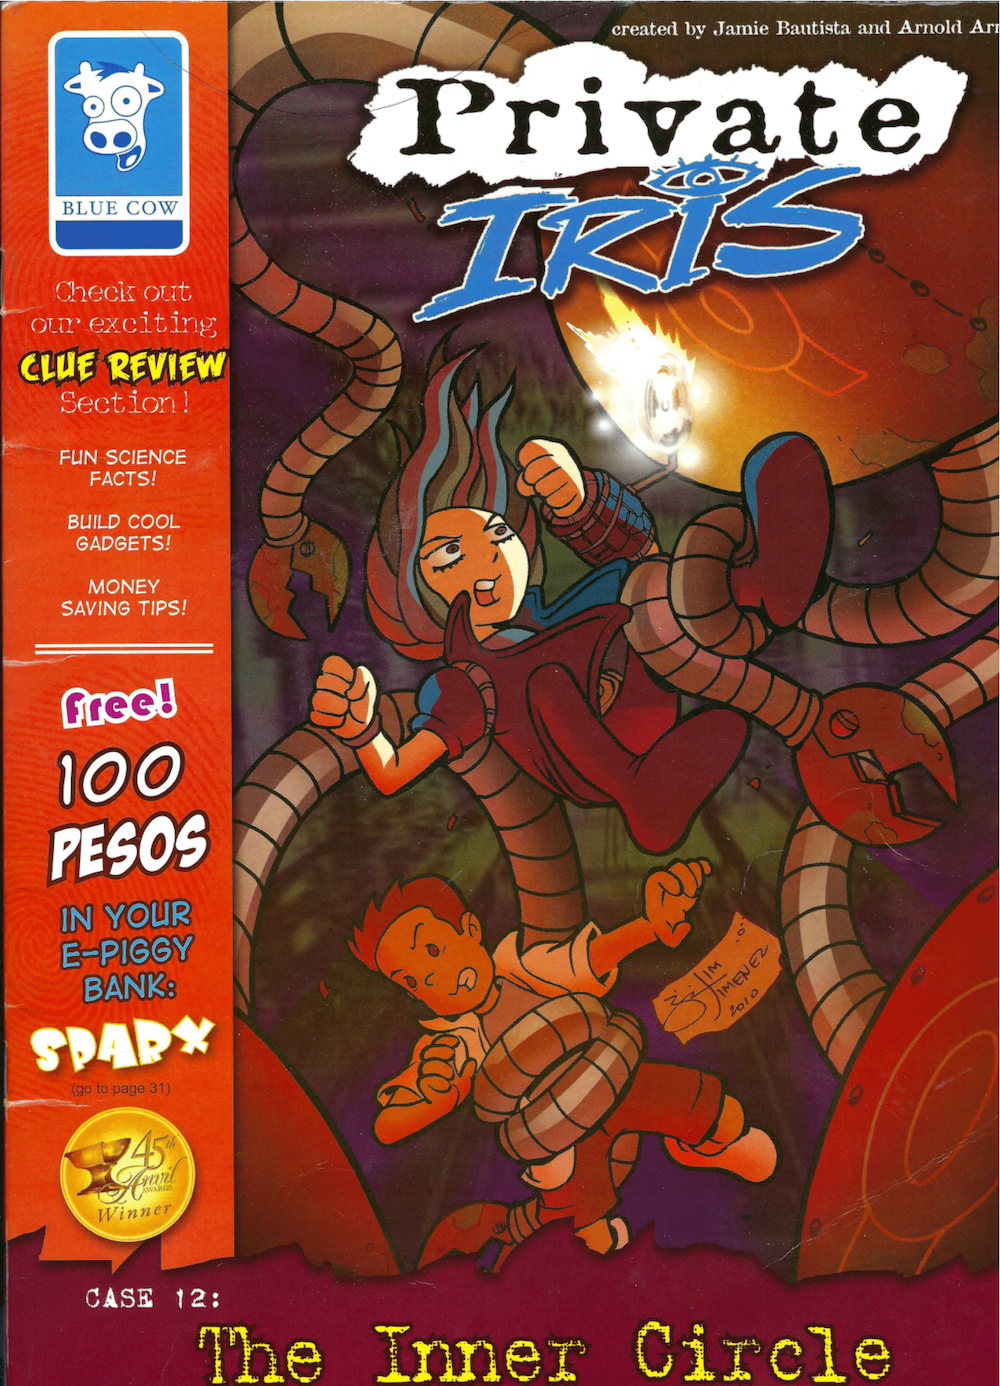 created by Jamie Bautista and Arnold
Private
IRiS
BLUE COW
Check out
our exciting
CLUE REVIEW
Section!
FUN SCIENCE
FACTS!
BUILD COOL
GADGETS!
MONEY
SAVING TIPS!
free!
100
PESOS
IN YOUR
E-PIGGY
BANK:
SPARX
(go to page 31)
45th
Anvil
AWARDS
Winner
JIM
JIMENEZ
2010
CASE 12:
The Inner Circle